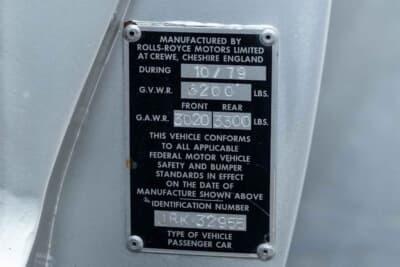 MANUFACTURED BY
ROLLS-ROYCE MOTORS LIMITED
AT CREWE, CHESHIRE ENGLAND
DURING 10/79
G.V.W.R. 6200 LBS.
FRONT REAR
G.A.W.R. 3020 3300 LBS.
THIS VEHICLE CONFORMS
TO ALL APPLICABLE
FEDERAL MOTOR VEHICLE
SAFETY AND BUMPER
STANDARDS IN EFFECT
ON THE DATE OF
MANUFACTURE SHOWN ABOVE
IDENTIFICATION NUMBER
TYPE OF VEHICLE
PASSENGER CAR